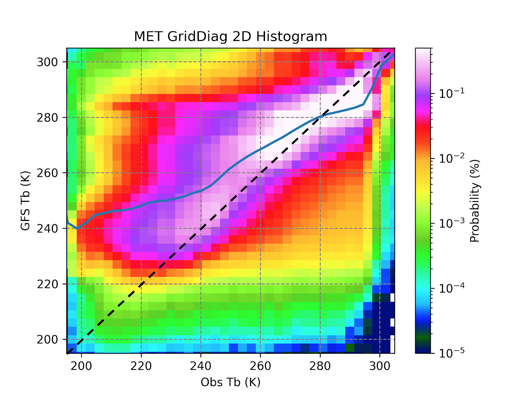 MET GridDiag 2D Histogram
300
280
260
240
220
200
GFS Tb (K)
200 220 240 260 280 300
Obs Tb (K)
10⁻¹
10⁻²
10⁻³
10⁻⁴
10⁻⁵
Probability (%)